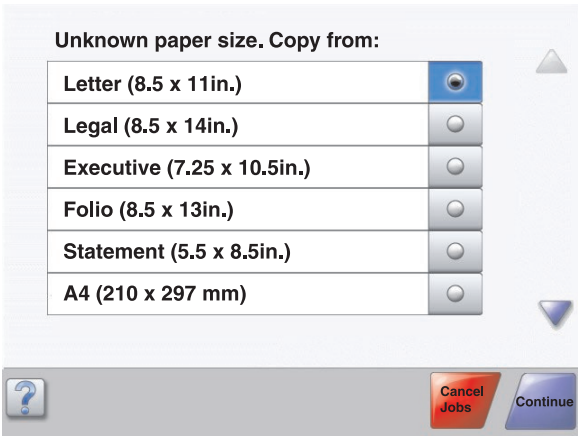 Unknown paper size. Copy from:
Letter (8.5 x 11in.)
Legal (8.5 x 14in.)
Executive (7.25 x 10.5in.)
Folio (8.5 x 13in.)
Statement (5.5 x 8.5in.)
A4 (210 x 297 mm)
?
Cancel
Jobs
Continue